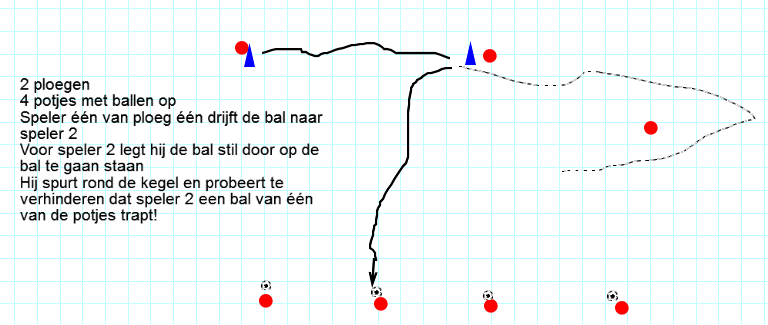 2 ploegen
4 potjes met ballen op
Speler één van ploeg één drijft de bal naar
speler 2
Voor speler 2 legt hij de bal stil door op de
bal te gaan staan
Hij spurt rond de kegel en probeert te
verhinderen dat speler 2 een bal van één
van de potjes trapt!